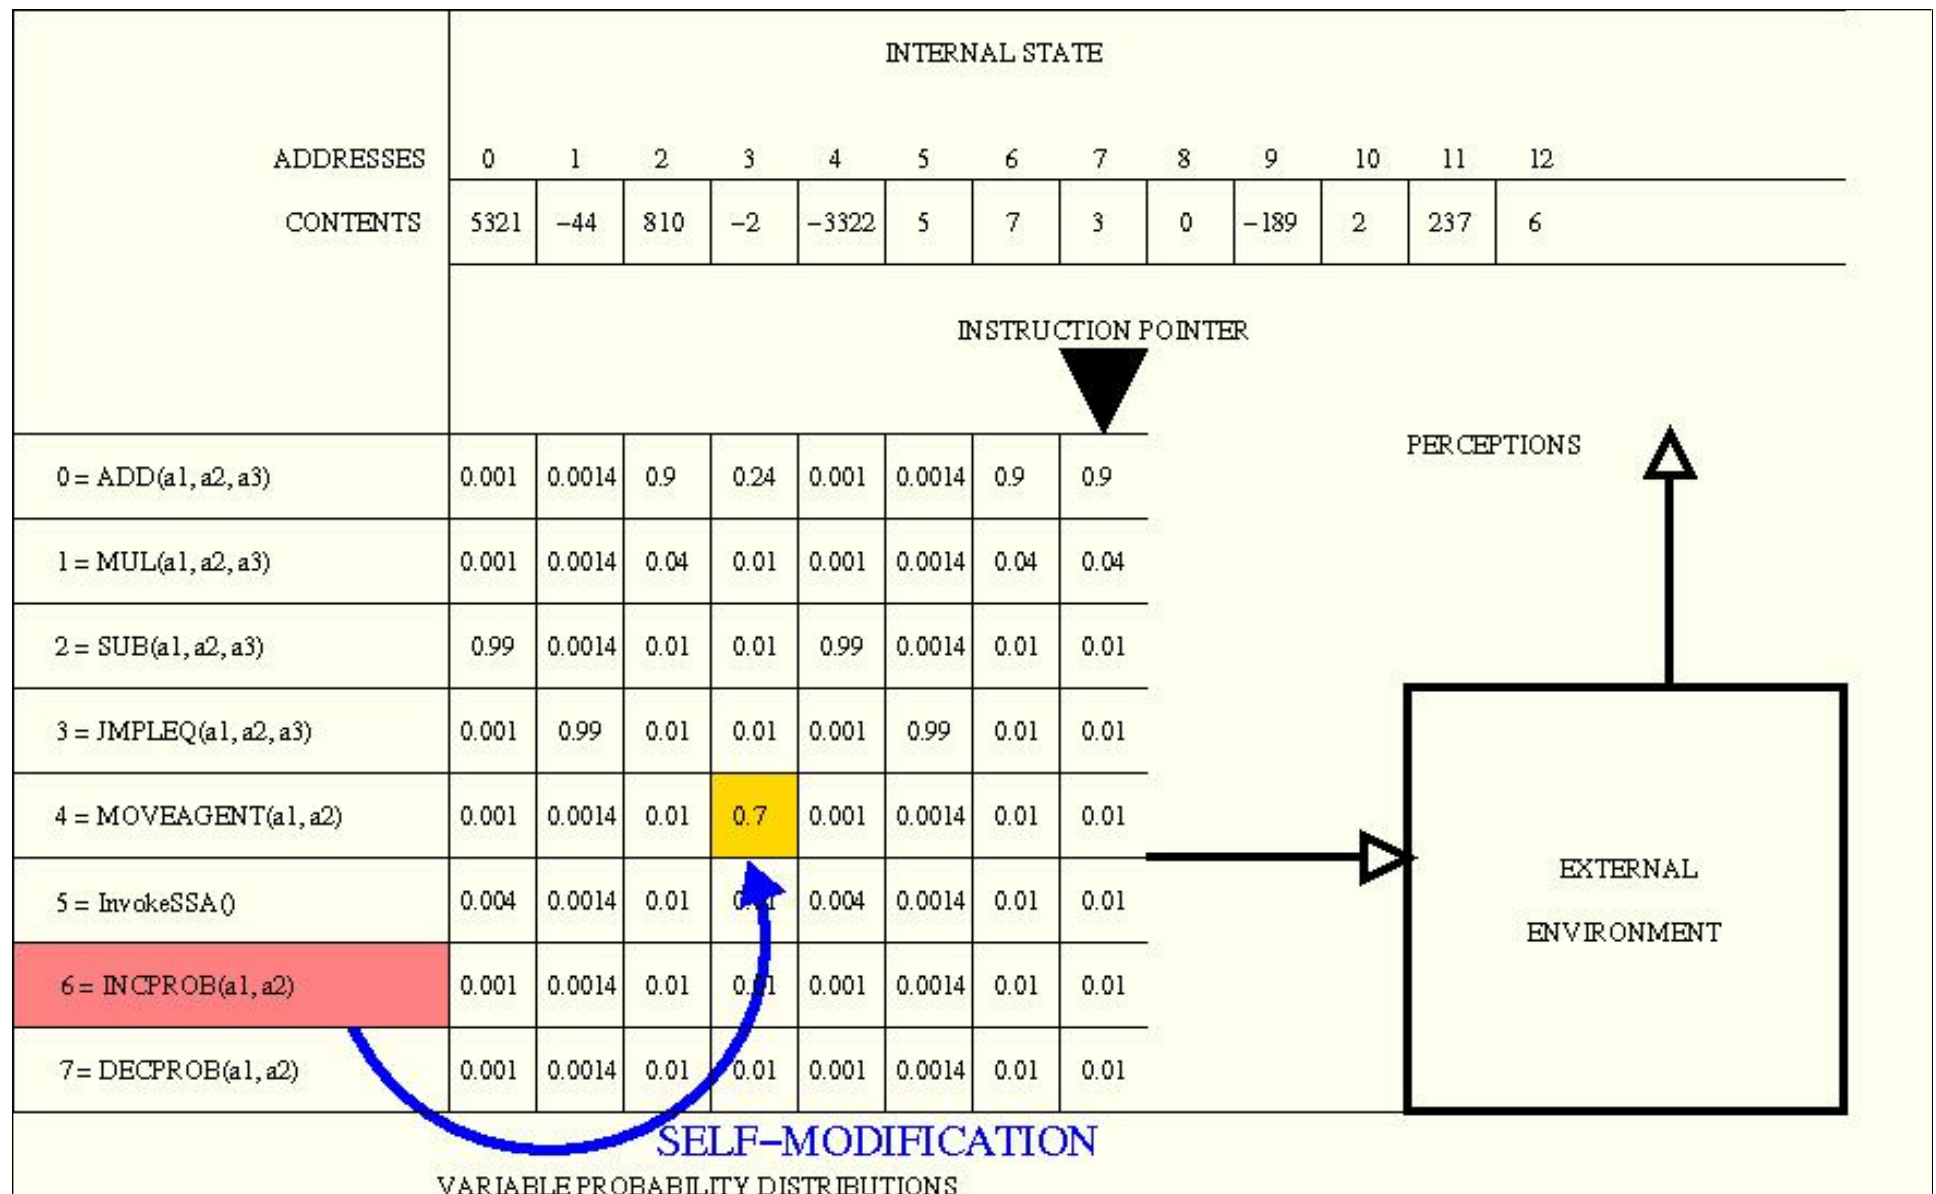 INTERNAL STATE
ADDRESSES 0 1 2 3 4 5 6 7 8 9 10 11 12
CONTENTS 5321 −44 810 −2 −3322 5 7 3 0 −189 2 237 6
INSTRUCTION POINTER
PERCEPTIONS
0 = ADD(a1, a2, a3) 0.001 0.0014 0.9 0.24 0.001 0.0014 0.9 0.9
1 = MUL(a1, a2, a3) 0.001 0.0014 0.04 0.01 0.001 0.0014 0.04 0.04
2 = SUB(a1, a2, a3) 0.99 0.0014 0.01 0.01 0.99 0.0014 0.01 0.01
3 = JMPLEQ(a1, a2, a3) 0.001 0.99 0.01 0.01 0.001 0.99 0.01 0.01
4 = MOVEAGENT(a1, a2) 0.001 0.0014 0.01 0.7 0.001 0.0014 0.01 0.01
5 = InvokeSSA() 0.004 0.0014 0.01 0.01 0.004 0.0014 0.01 0.01
6 = INCPROB(a1, a2) 0.001 0.0014 0.01 0.01 0.001 0.0014 0.01 0.01
7 = DECPROB(a1, a2) 0.001 0.0014 0.01 0.01 0.001 0.0014 0.01 0.01
EXTERNAL
ENVIRONMENT
SELF−MODIFICATION
VARIABLE PROBABILITY DISTRIBUTIONS